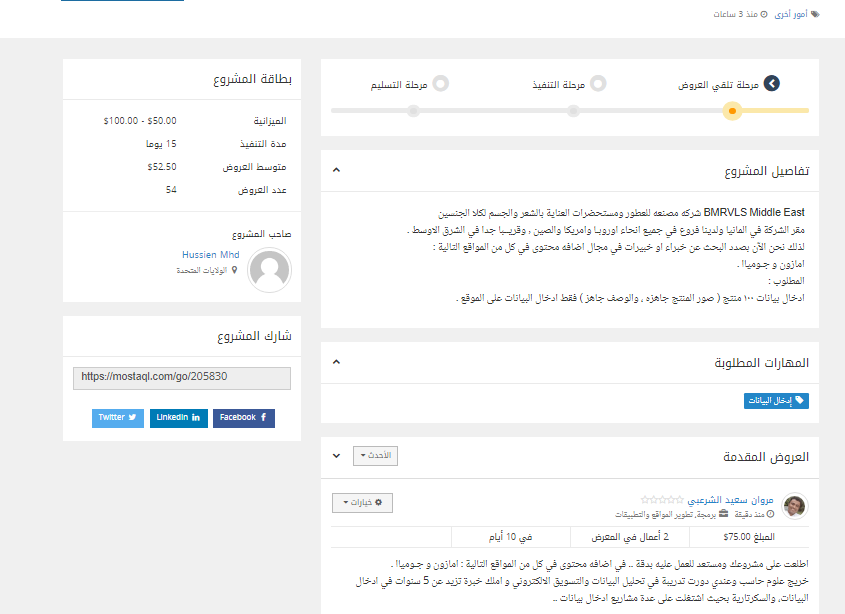 أمور أخرى منذ 3 ساعات
مرحلة تلقي العروض
مرحلة التنفيذ
مرحلة التسليم
تفاصيل المشروع
BMRVLS Middle East شركه مصنعه للعطور ومستحضرات العناية بالشعر والجسم لكلا الجنسين
مقر الشركة في المانيا ولدينا فروع في جميع انحاء اوروبـا وامريكا والصين , وقريــبا جدا في الشرق الاوسط .
لذلك نحن الآن بصدد البحث عن خبراء او خبيرات في مجال اضافه محتوى في كل من المواقع التالية :
امازون و جـوميا! .
المطلوب :
ادخال بيانات ١٠٠ منتج ( صور المنتج جاهزه ، والوصف جاهز ) فقط ادخال البيانات على الموقع .
المهارات المطلوبة
إدخال البيانات
العروض المقدمة
الأحدث
مروان سعيد الشرعبي
منذ دقيقة برمجة، تطوير المواقع والتطبيقات
خيارات
المبلغ $75.00
2 أعمال في المعرض
في 10 أيام
اطلعت على مشروعك ومستعد للعمل عليه بدقة .. في اضافه محتوى في كل من المواقع التالية : امازون و جـوميا! .
خريج علوم حاسب وعندي دورت تدريبة في تحليل البيانات والتسويق الالكتروني و املك خبرة تزيد عن 5 سنوات في ادخال
البيانات، والسكرتارية بحيث اشتغلت على عدة مشاريع ادخال بيانات ..
بطاقة المشروع
الميزانية $50.00 - $100.00
مدة التنفيذ 15 يوما
متوسط العروض $52.50
عدد العروض 54
صاحب المشروع
Hussien Mhd
الولايات المتحدة
شارك المشروع
https://mostaql.com/go/205830
Facebook
LinkedIn
Twitter